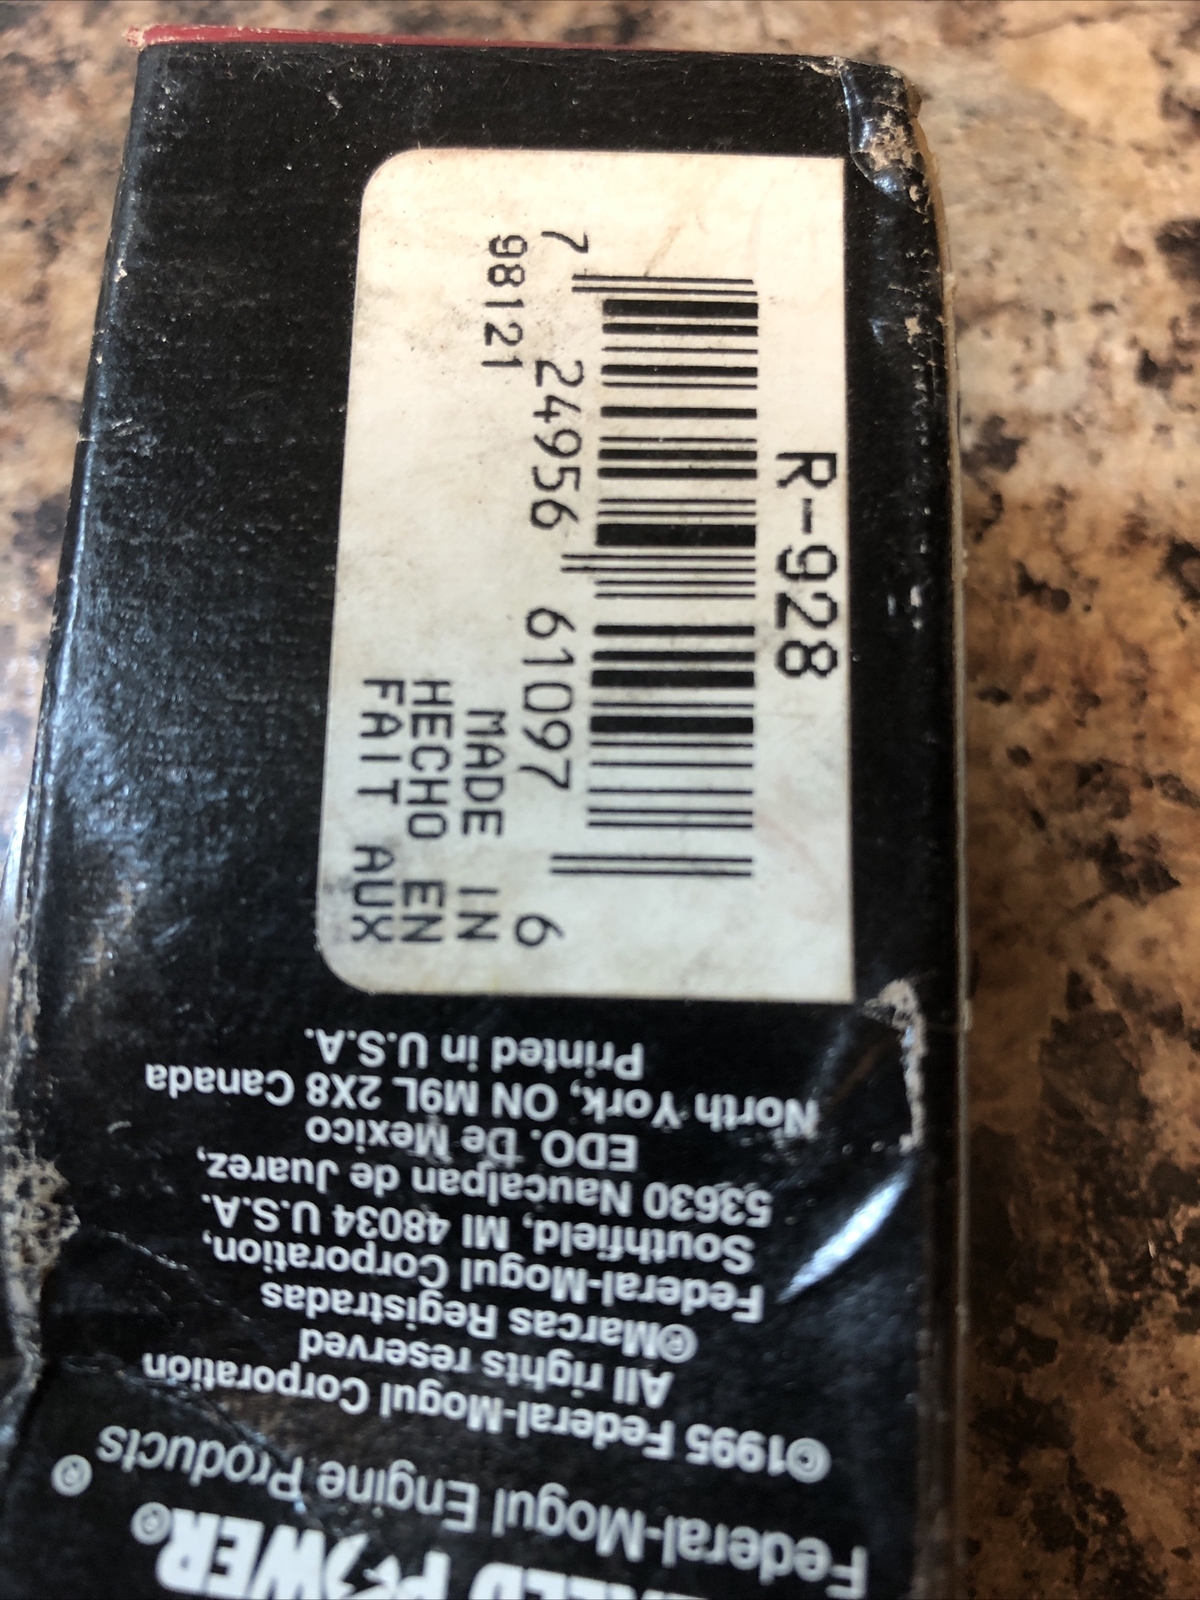 R-928
7 24956 61097 6
98121 MADE IN
HECHO EN
FAIT AUX
POWER®
Federal-Mogul Engine Products ®
©1995 Federal-Mogul Corporation
All rights reserved
®Marcas Registradas
Federal-Mogul Corporation,
Southfield, MI 48034 U.S.A.
53630 Naucalpan de Juarez,
EDO. De Mexico
North York, ON M9L 2X8 Canada
Printed in U.S.A.